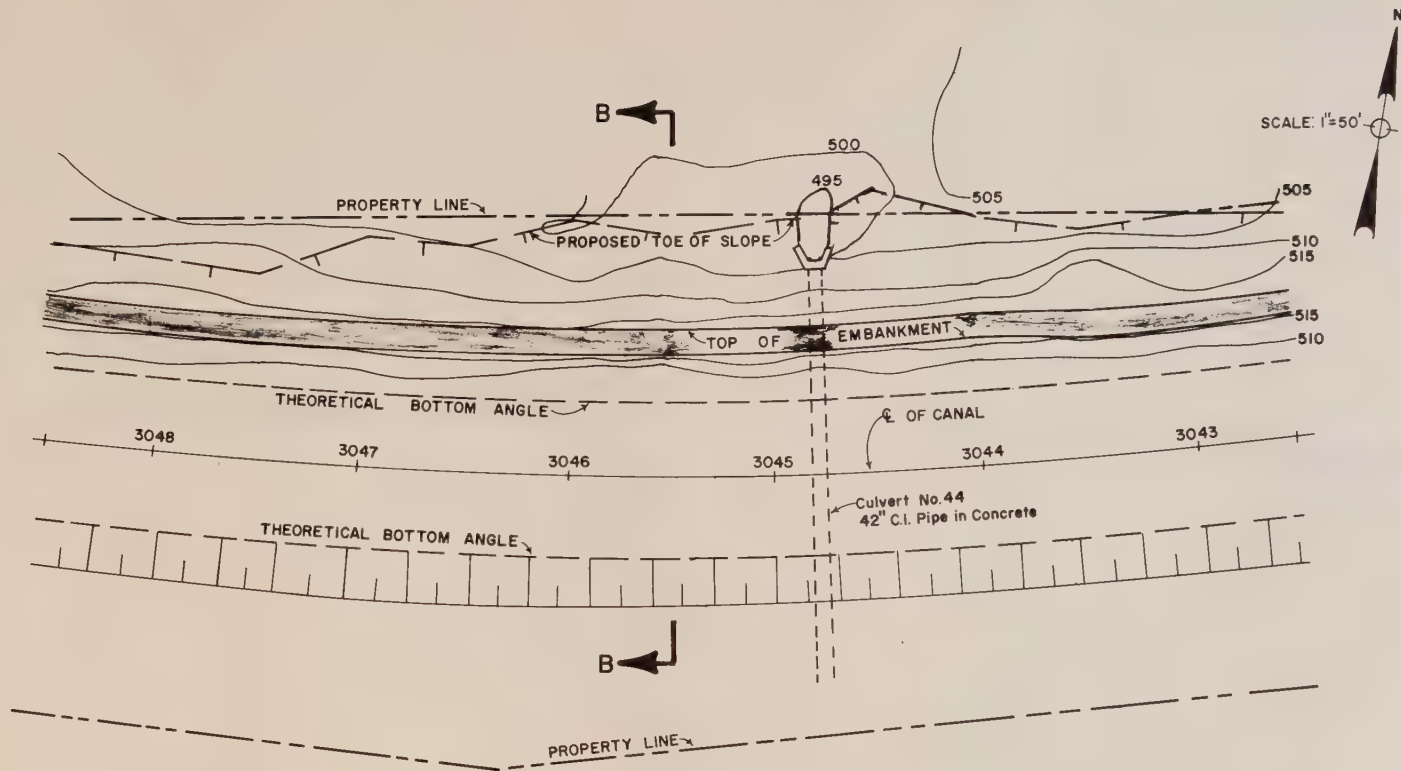 N
SCALE: 1"=50'
B
500
495
505
505
PROPERTY LINE
PROPOSED TOE OF SLOPE
510
515
515
TOP OF EMBANKMENT
510
THEORETICAL BOTTOM ANGLE
℄ OF CANAL
3048
3047
3046
3045
3044
3043
Culvert No. 44
42" C.I. Pipe in Concrete
THEORETICAL BOTTOM ANGLE
B
PROPERTY LINE